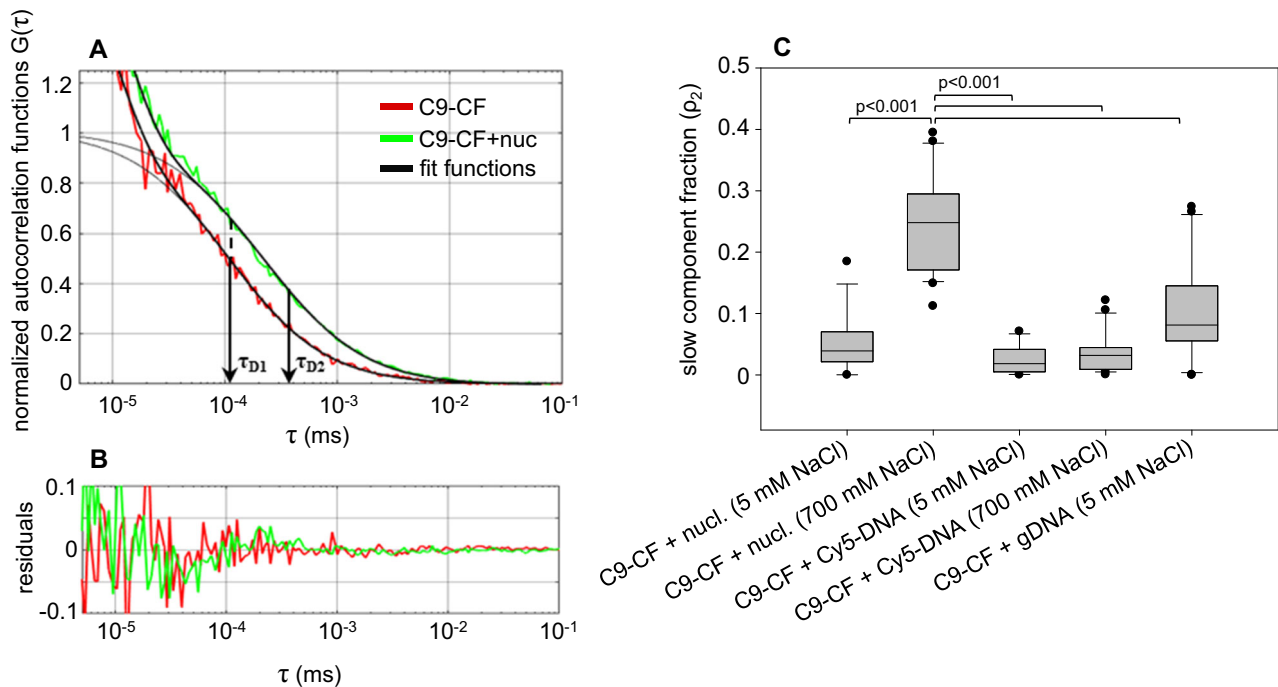 A
normalized autocorrelation functions G(τ)
1.2
1
0.8
0.6
0.4
0.2
0
C9-CF
C9-CF+nuc
fit functions
τD1
τD2
10⁻⁵
10⁻⁴
10⁻³
10⁻²
10⁻¹
τ (ms)
B
residuals
0.1
0
-0.1
10⁻⁵
10⁻⁴
10⁻³
10⁻²
10⁻¹
τ (ms)
C
slow component fraction (ρ₂)
0.5
0.4
0.3
0.2
0.1
0
p<0.001
p<0.001
C9-CF + nucl. (5 mM NaCl)
C9-CF + nucl. (700 mM NaCl)
C9-CF + Cy5-DNA (5 mM NaCl)
C9-CF + Cy5-DNA (700 mM NaCl)
C9-CF + gDNA (5 mM NaCl)